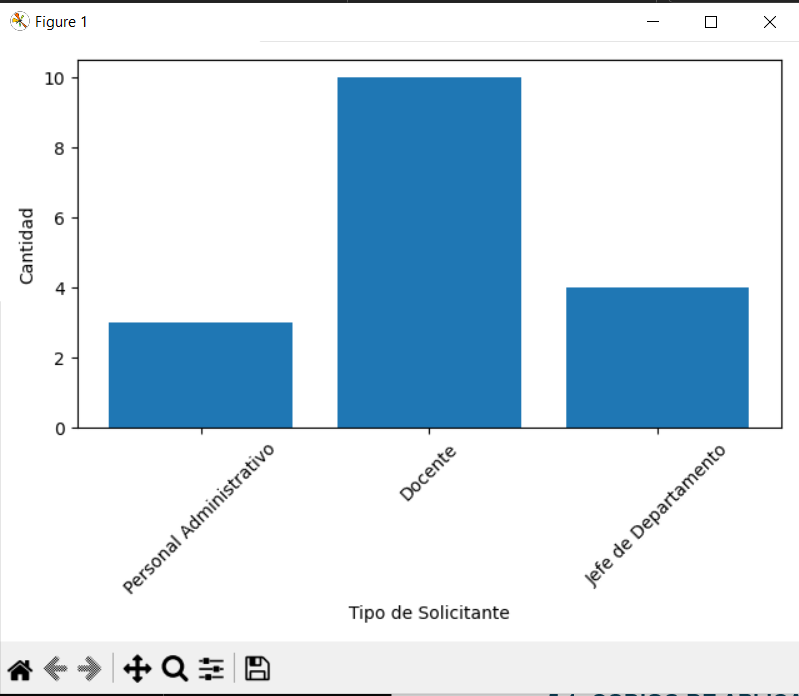 Figure 1
10
8
6
4
2
0
Cantidad
Personal Administrativo
Docente
Jefe de Departamento
Tipo de Solicitante